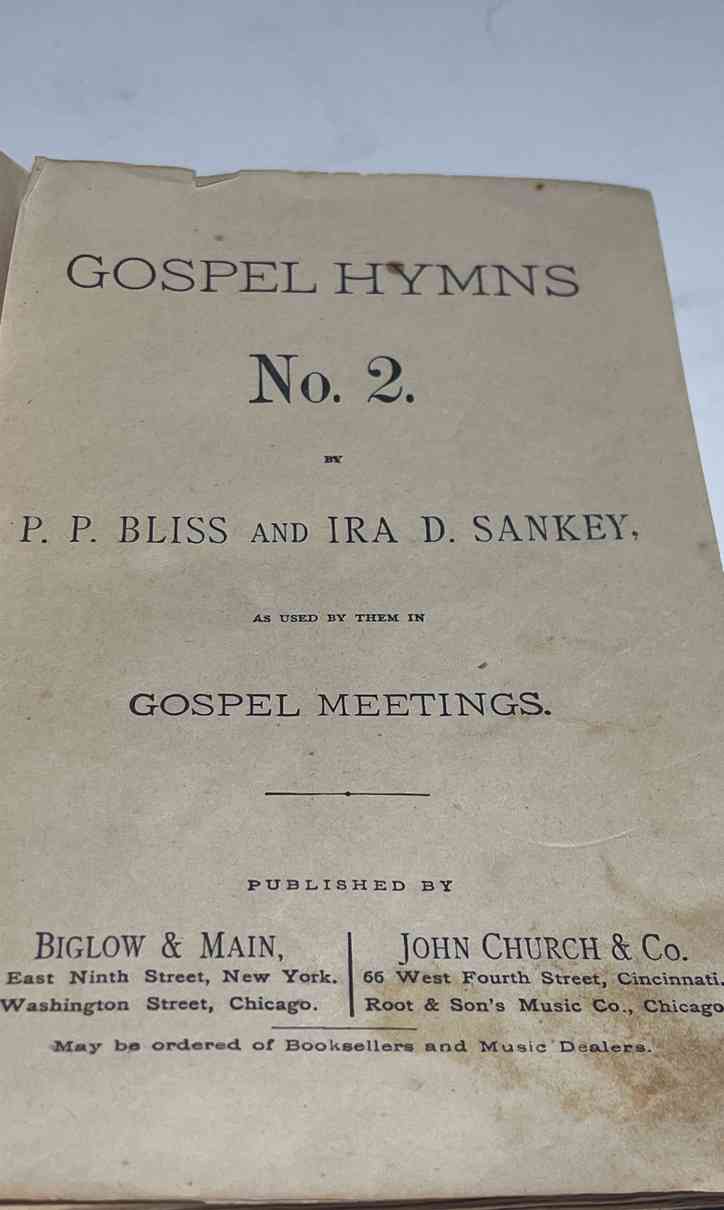 GOSPEL HYMNS
No. 2.
BY
P. P. BLISS AND IRA D. SANKEY,
AS USED BY THEM IN
GOSPEL MEETINGS.
PUBLISHED BY
BIGLOW & MAIN,
East Ninth Street, New York.
Washington Street, Chicago.
JOHN CHURCH & Co.
66 West Fourth Street, Cincinnati.
Root & Son's Music Co., Chicago
May be ordered of Booksellers and Music Dealers.